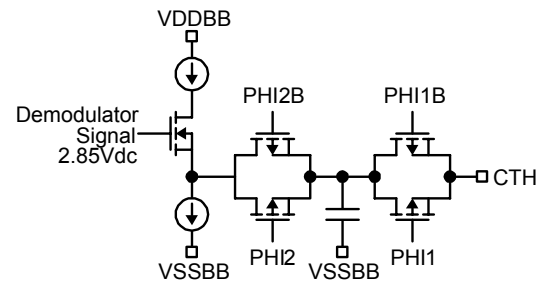 VDDBB
Demodulator
Signal
2.85Vdc
PHI2B
PHI1B
CTH
VSSBB
PHI2
VSSBB
PHI1